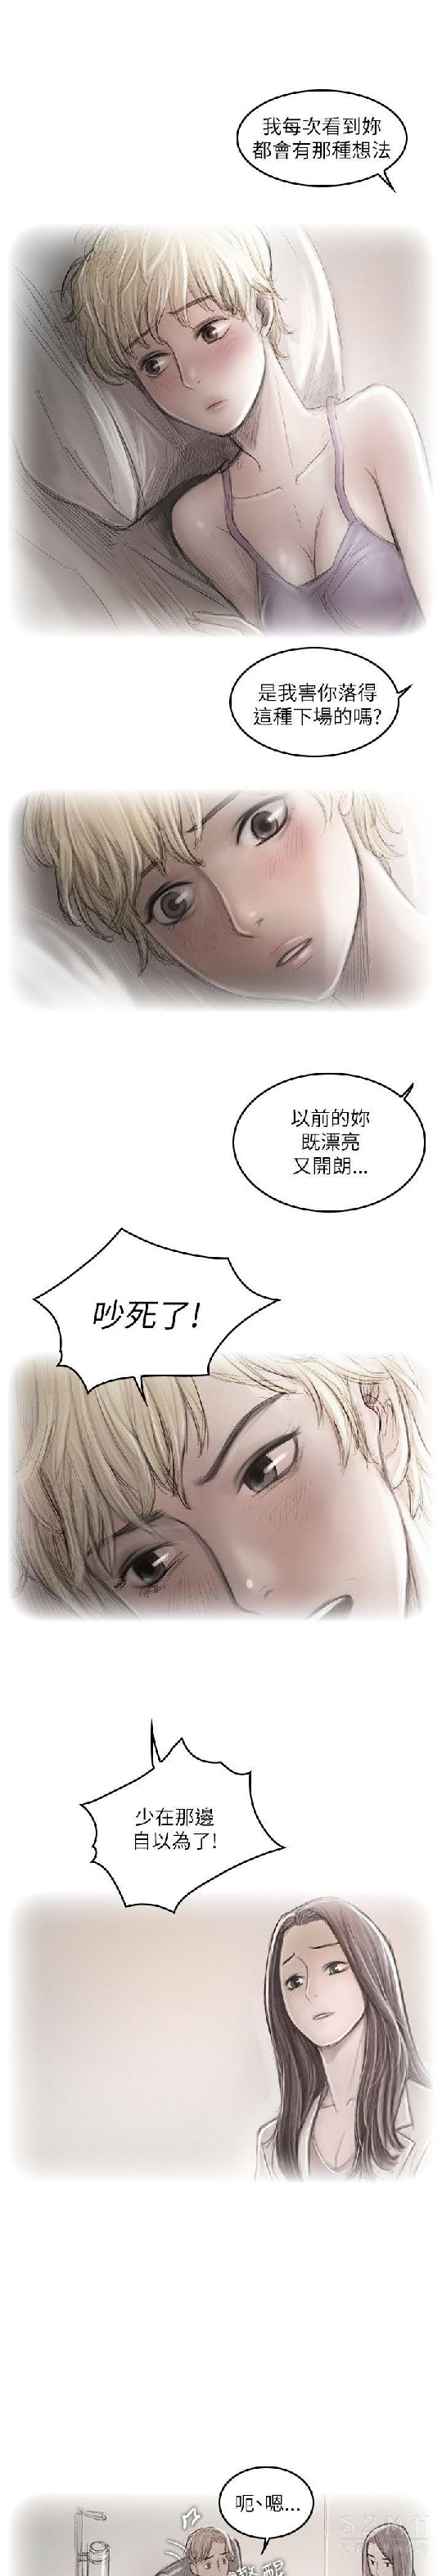 我每次看到妳
都會有那種想法
是我害你落得
這種下場的嗎?
以前的妳
既漂亮
又開朗...
吵死了!
少在那邊
自以為了!
呃、嗯...
驚醒